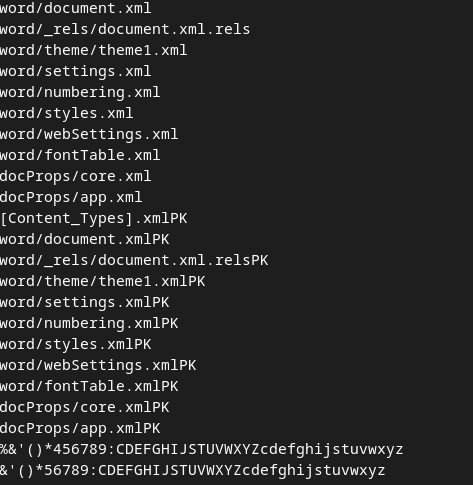 word/document.xml
word/_rels/document.xml.rels
word/theme/theme1.xml
word/settings.xml
word/numbering.xml
word/styles.xml
word/webSettings.xml
word/fontTable.xml
docProps/core.xml
docProps/app.xml
[Content_Types].xmlPK
word/document.xmlPK
word/_rels/document.xml.relsPK
word/theme/theme1.xmlPK
word/settings.xmlPK
word/numbering.xmlPK
word/styles.xmlPK
word/webSettings.xmlPK
word/fontTable.xmlPK
docProps/core.xmlPK
docProps/app.xmlPK
%&'()*456789:CDEFGHIJSTUVWXYZcdefghijstuvwxyz
&'()*56789:CDEFGHIJSTUVWXYZcdefghijstuvwxyz